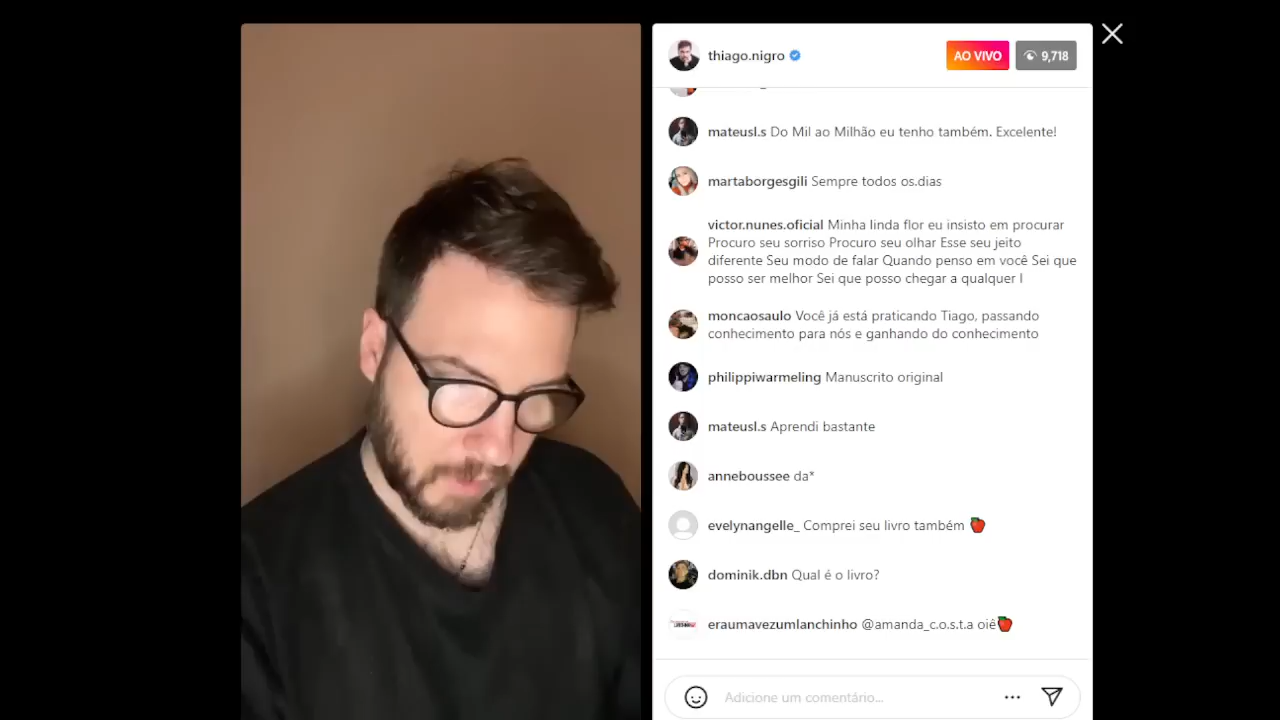 thiago.nigro
AO VIVO
9,718
mateusl.s Do Mil ao Milhão eu tenho também. Excelente!
martaborgesgili Sempre todos os.dias
victor.nunes.oficial Minha linda flor eu insisto em procurar
Procuro seu sorriso Procuro seu olhar Esse seu jeito
diferente Seu modo de falar Quando penso em você Sei que
posso ser melhor Sei que posso chegar a qualquer l
moncaosaulo Você já está praticando Tiago, passando
conhecimento para nós e ganhando do conhecimento
philippiwarmeling Manuscrito original
mateusl.s Aprendi bastante
anneboussee da*
evelynangelle_ Comprei seu livro também 🍎
dominik.dbn Qual é o livro?
eraumavezumlanchinho @amanda_c.o.s.t.a oiê🍎
Adicione um comentário...